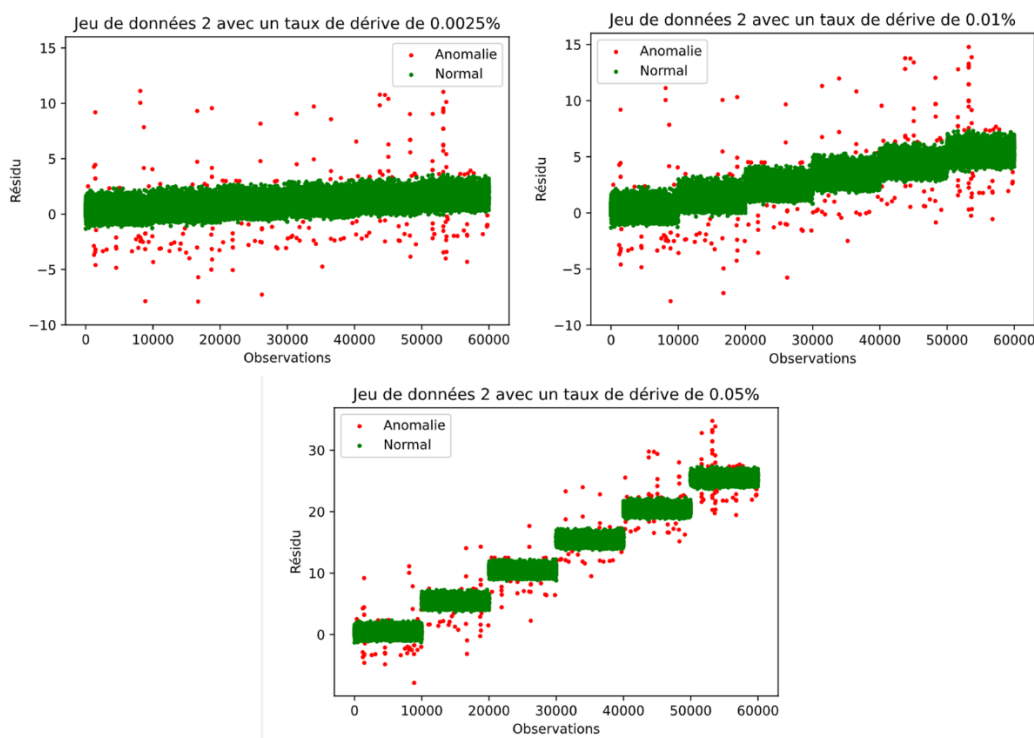 Jeu de données 2 avec un taux de dérive de 0.0025%
15
10
5
0
−5
−10
Résidu
Anomalie
Normal
0 10000 20000 30000 40000 50000 60000
Observations
Jeu de données 2 avec un taux de dérive de 0.01%
15
10
5
0
−5
−10
Résidu
Anomalie
Normal
0 10000 20000 30000 40000 50000 60000
Observations
Jeu de données 2 avec un taux de dérive de 0.05%
30
20
10
0
Résidu
Anomalie
Normal
0 10000 20000 30000 40000 50000 60000
Observations